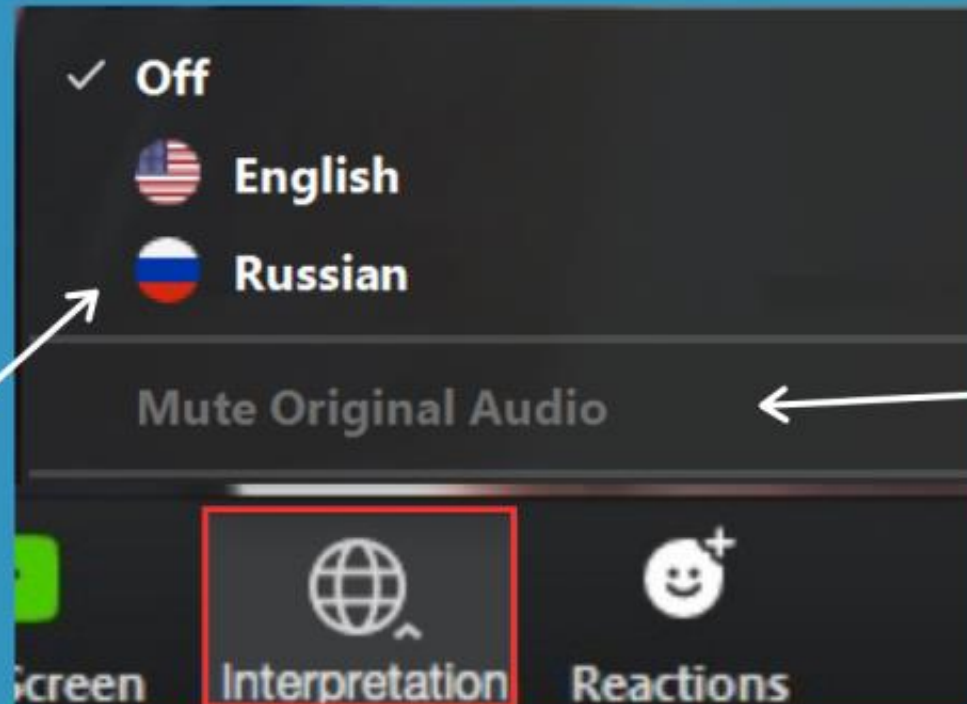 Off
English
Russian
Mute Original Audio
Screen
Interpretation
Reactions